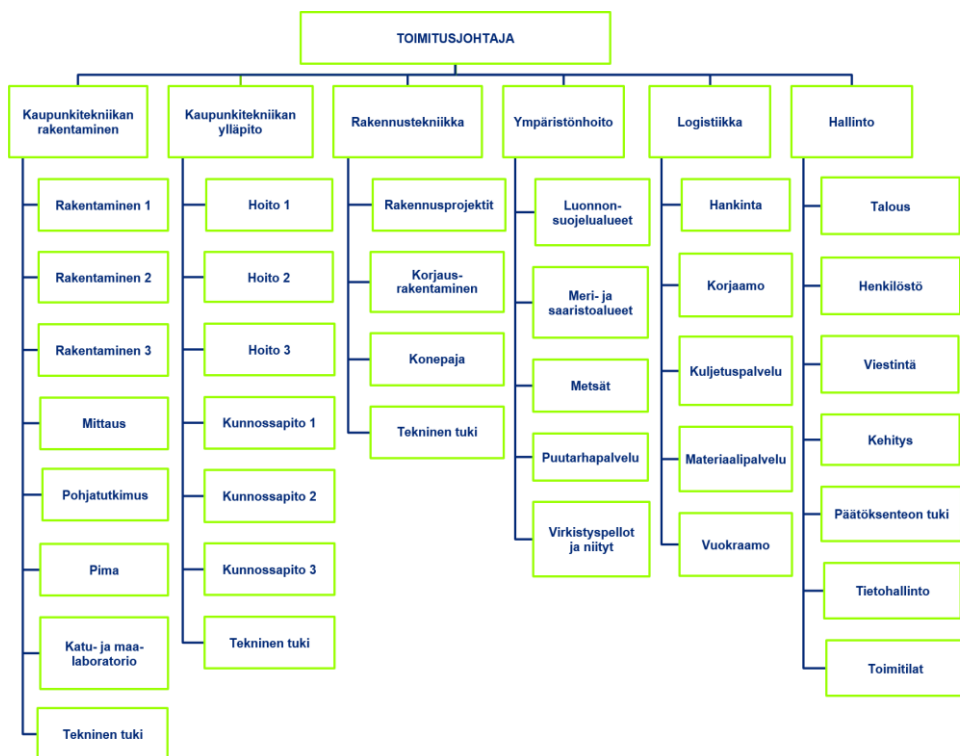 TOIMITUSJOHTAJA
Kaupunkitekniikan
rakentaminen
Kaupunkitekniikan
ylläpito
Rakennustekniikka
Ympäristönhoito
Logistiikka
Hallinto
Rakentaminen 1
Rakentaminen 2
Rakentaminen 3
Mittaus
Pohjatutkimus
Pima
Katu- ja maa-
laboratorio
Tekninen tuki
Hoito 1
Hoito 2
Hoito 3
Kunnossapito 1
Kunnossapito 2
Kunnossapito 3
Tekninen tuki
Rakennusprojektit
Korjaus-
rakentaminen
Konepaja
Tekninen tuki
Luonnon-
suojelualueet
Meri- ja
saaristoalueet
Metsät
Puutarhapalvelu
Virkistyspellot
ja niityt
Hankinta
Korjaamo
Kuljetuspalvelu
Materiaalipalvelu
Vuokraamo
Talous
Henkilöstö
Viestintä
Kehitys
Päätöksenteon tuki
Tietohallinto
Toimitilat